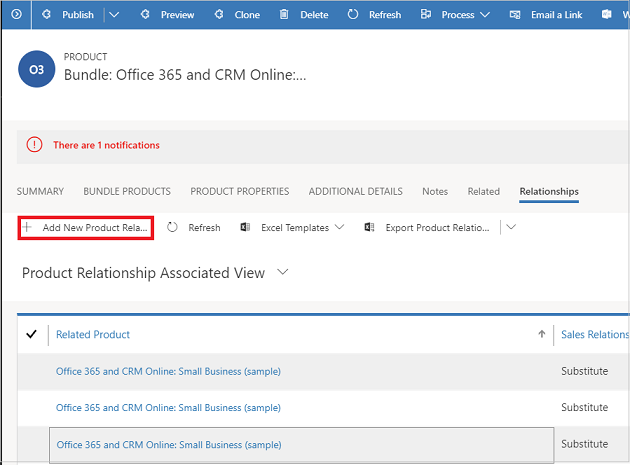 Publish Preview Clone Delete Refresh Process Email a Link W
O3 PRODUCT
Bundle: Office 365 and CRM Online:...
There are 1 notifications
SUMMARY BUNDLE PRODUCTS PRODUCT PROPERTIES ADDITIONAL DETAILS Notes Related Relationships
Add New Product Rela... Refresh Excel Templates Export Product Relatio...
Product Relationship Associated View
Related Product Sales Relations
Office 365 and CRM Online: Small Business (sample) Substitute
Office 365 and CRM Online: Small Business (sample) Substitute
Office 365 and CRM Online: Small Business (sample) Substitute